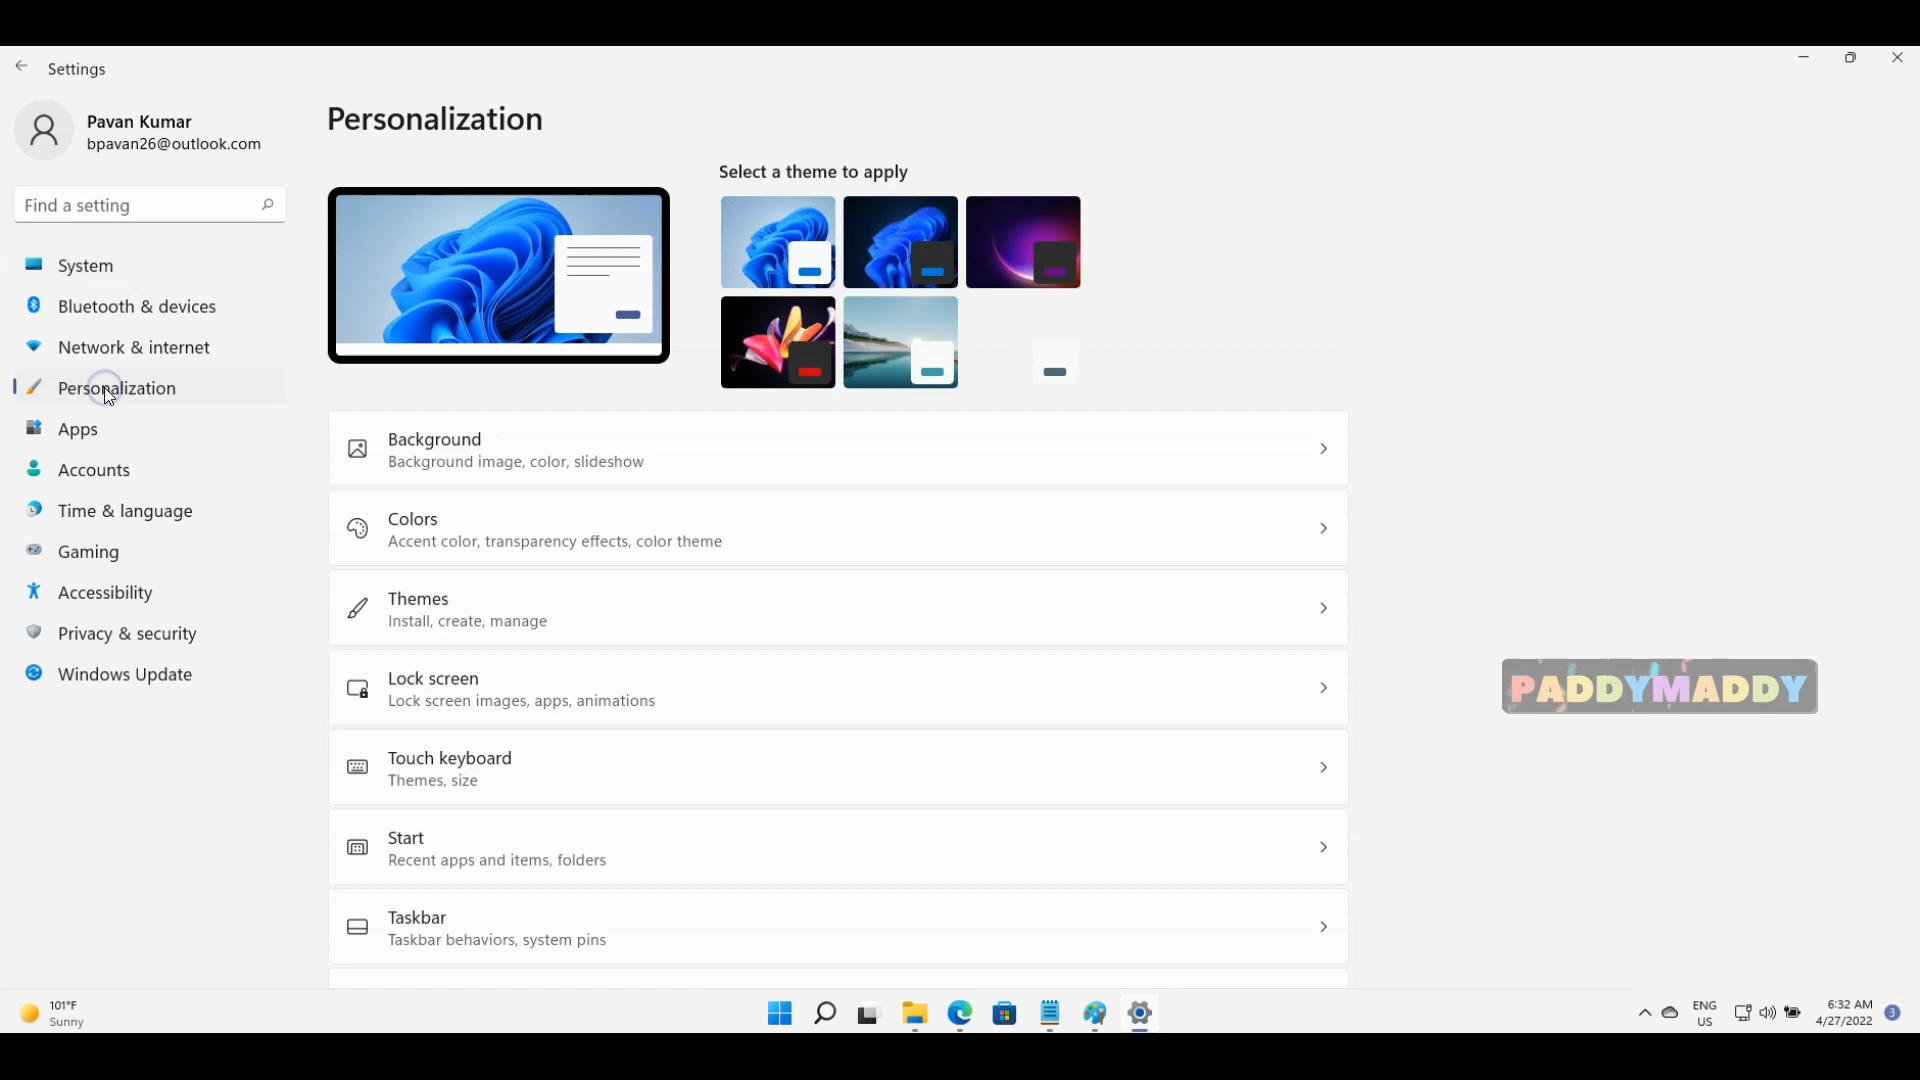 Settings
Pavan Kumar
bpavan26@outlook.com
Find a setting
System
Bluetooth & devices
Network & internet
Personalization
Apps
Accounts
Time & language
Gaming
Accessibility
Privacy & security
Windows Update
Personalization
Select a theme to apply
Background
Background image, color, slideshow
Colors
Accent color, transparency effects, color theme
Themes
Install, create, manage
Lock screen
Lock screen images, apps, animations
Touch keyboard
Themes, size
Start
Recent apps and items, folders
Taskbar
Taskbar behaviors, system pins
PADDYMADDY
101°F
Sunny
ENG
US
6:32 AM
4/27/2022
3